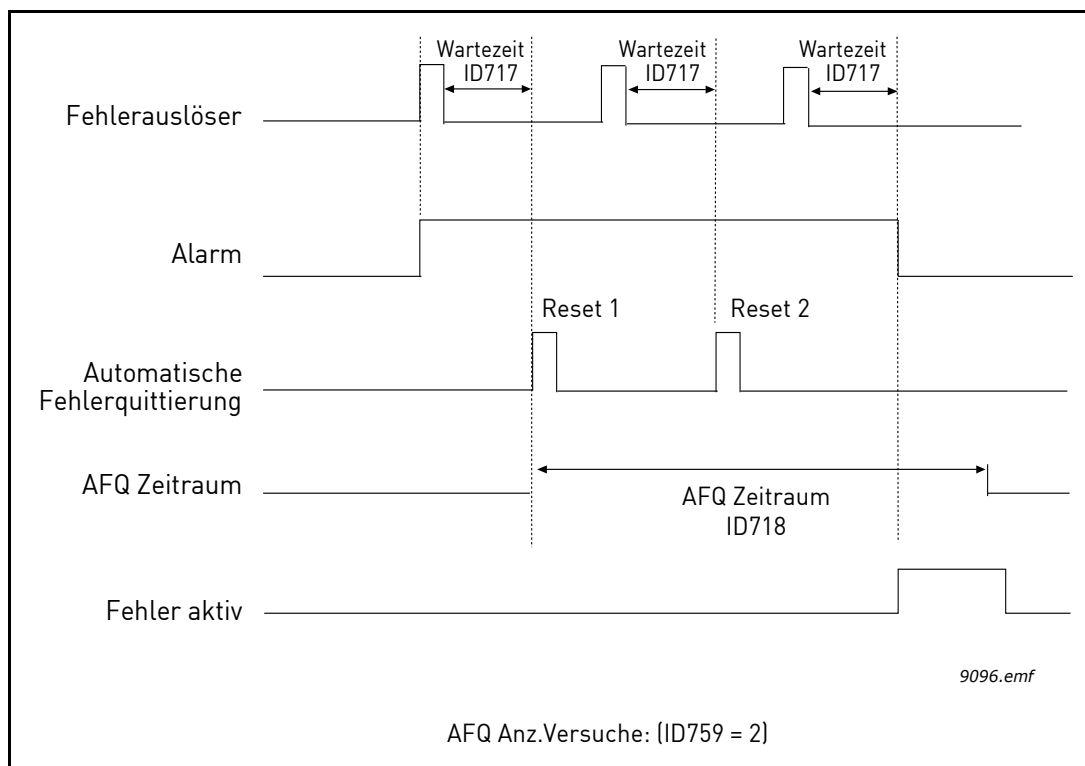 Wartezeit Wartezeit Wartezeit
ID717 ID717 ID717
Fehlerauslöser
Alarm
Reset 1 Reset 2
Automatische
Fehlerquittierung
AFQ Zeitraum
AFQ Zeitraum
ID718
Fehler aktiv
9096.emf
AFQ Anz.Versuche: (ID759 = 2)